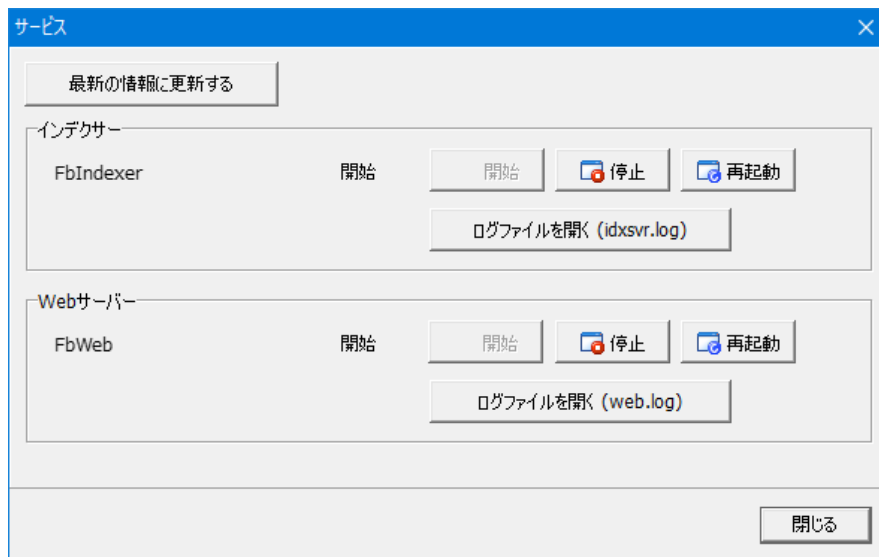 サービス
最新の情報に更新する
インデクサー
FbIndexer 開始 開始 停止 再起動
ログファイルを開く (idxsvr.log)
Webサーバー
FbWeb 開始 開始 停止 再起動
ログファイルを開く (web.log)
閉じる